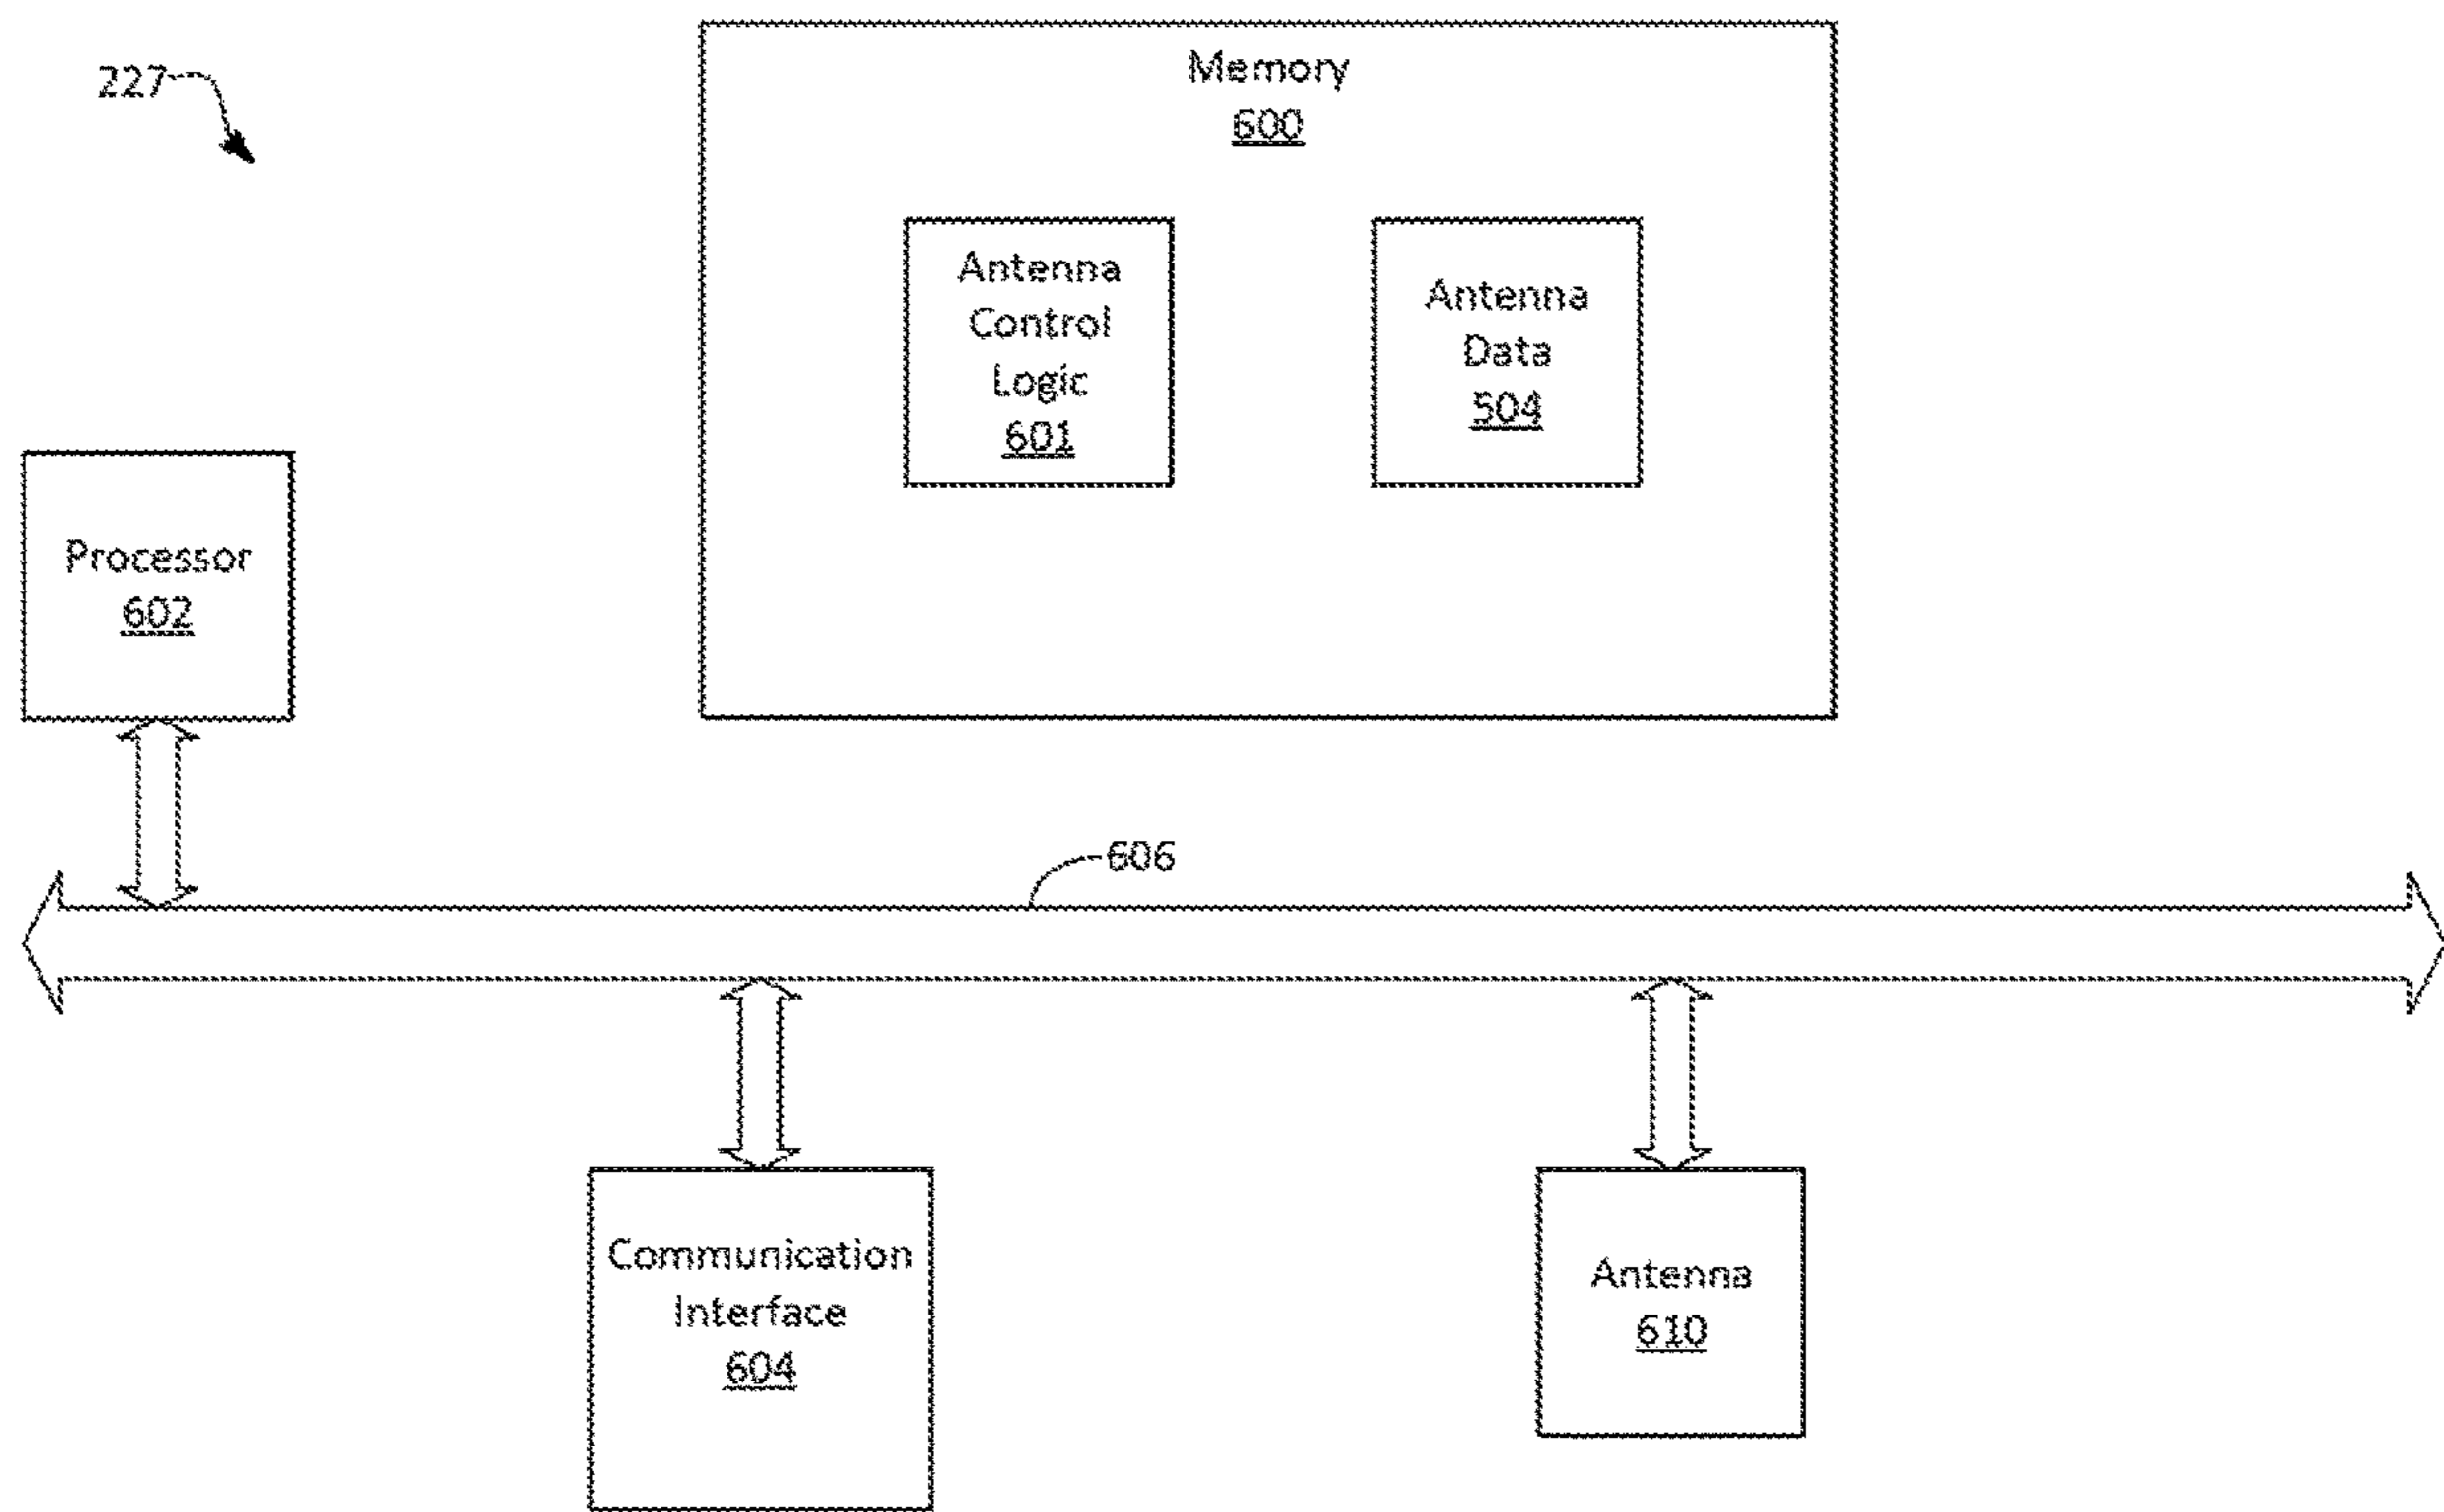 227
Memory
600
Antenna
Control
Logic
601
Antenna
Data
504
Processor
602
606
Communication
Interface
604
Antenna
610